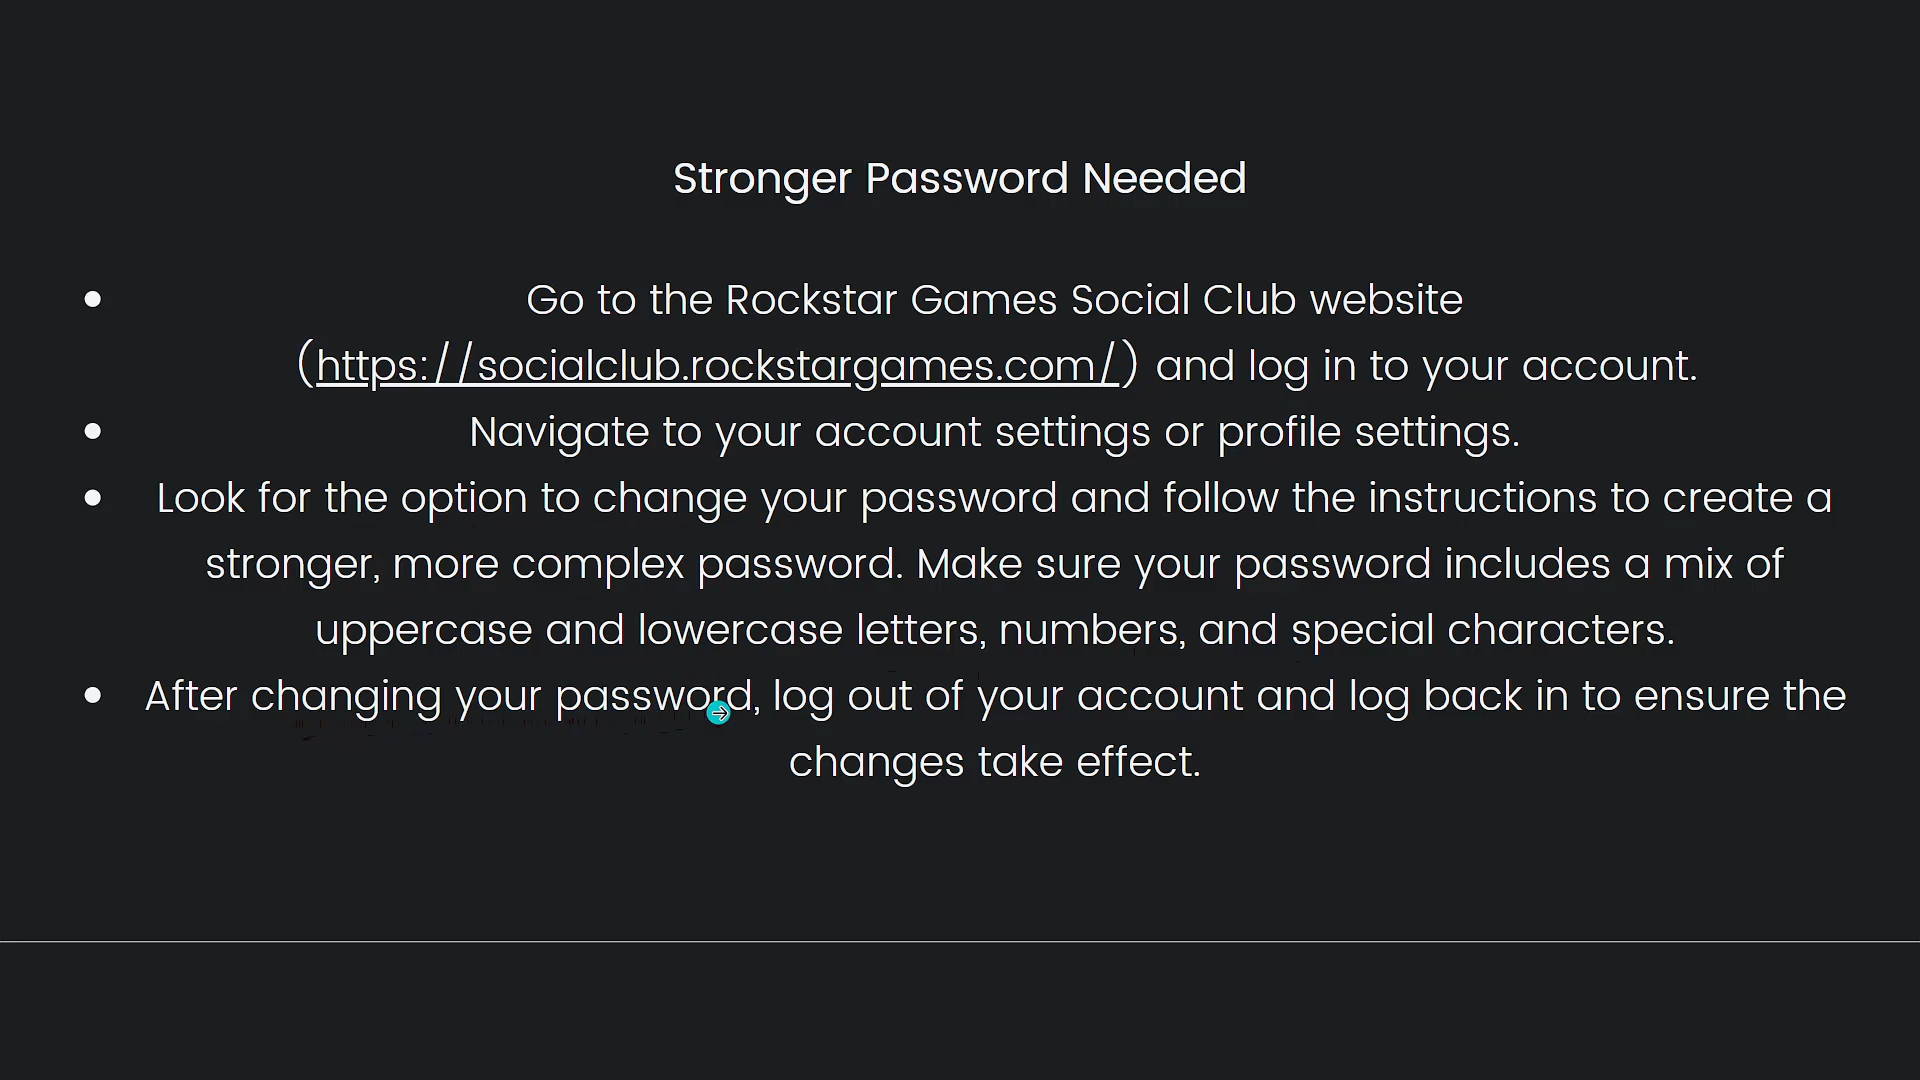 Stronger Password Needed
• Go to the Rockstar Games Social Club website
(https://socialclub.rockstargames.com/) and log in to your account.
• Navigate to your account settings or profile settings.
• Look for the option to change your password and follow the instructions to create a
stronger, more complex password. Make sure your password includes a mix of
uppercase and lowercase letters, numbers, and special characters.
• After changing your password, log out of your account and log back in to ensure the
changes take effect.